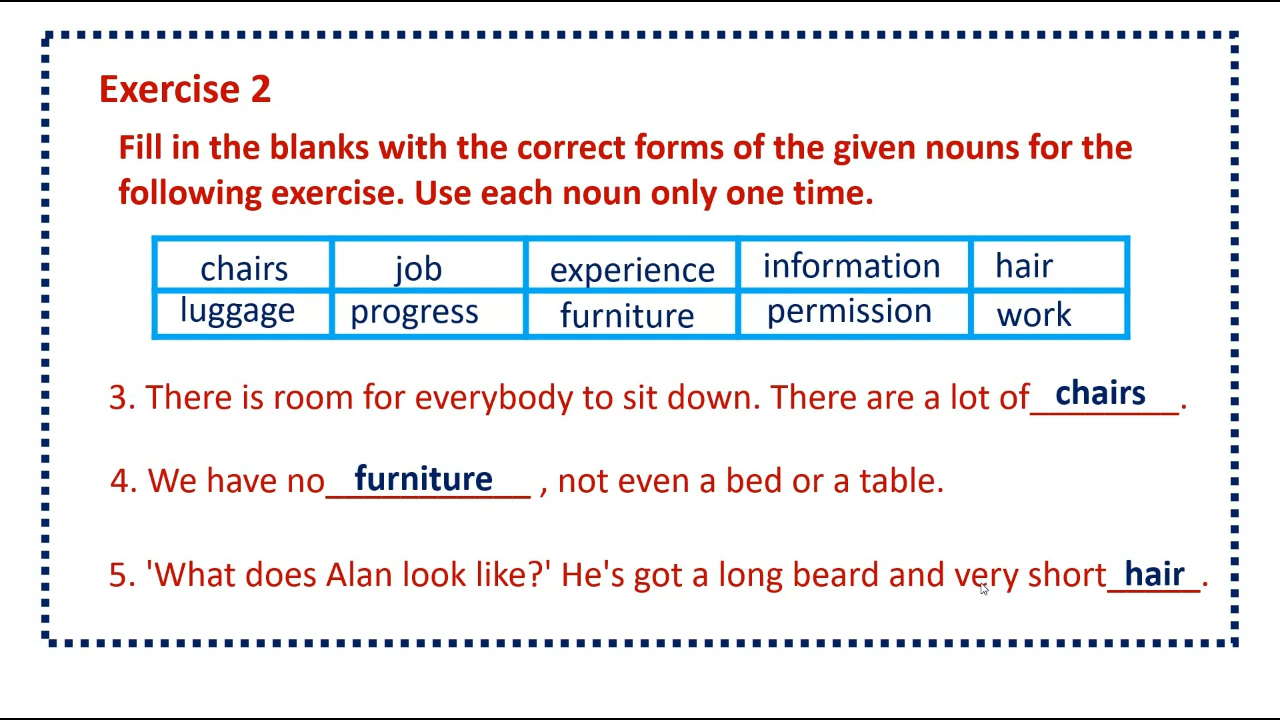 Exercise 2
Fill in the blanks with the correct forms of the given nouns for the
following exercise. Use each noun only one time.
chairs job experience information hair
luggage progress furniture permission work
3. There is room for everybody to sit down. There are a lot of chairs.
4. We have no furniture , not even a bed or a table.
5. 'What does Alan look like?' He's got a long beard and very short hair.